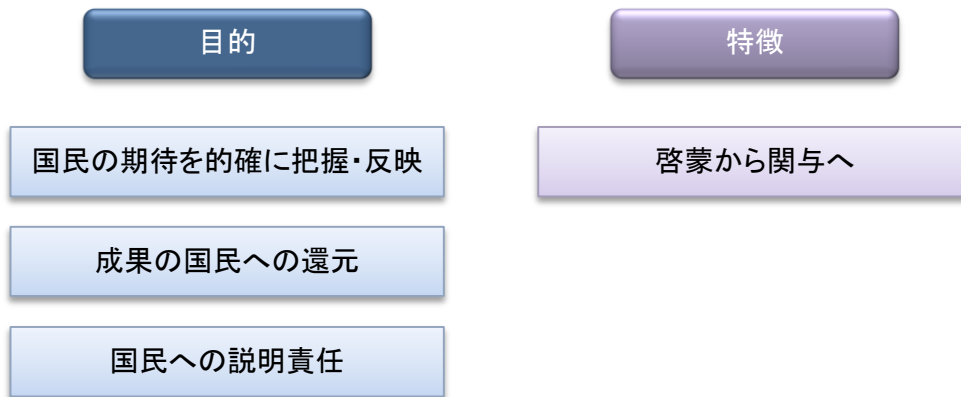 目的
国民の期待を的確に把握・反映
成果の国民への還元
国民への説明責任
特徴
啓蒙から関与へ